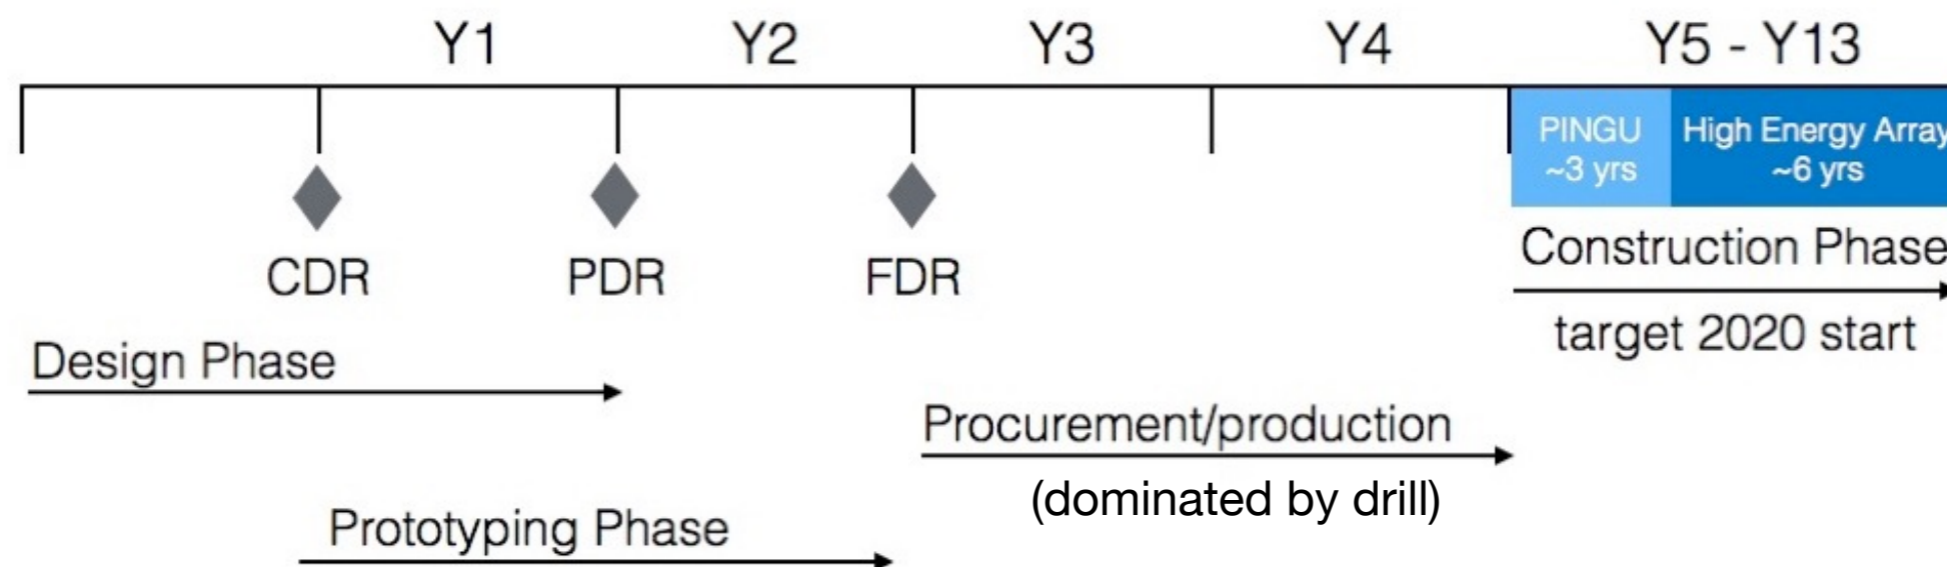 Y1 Y2 Y3 Y4 Y5 - Y13
PINGU
~3 yrs
High Energy Array
~6 yrs
CDR PDR FDR
Construction Phase
target 2020 start
Design Phase
Procurement/production
(dominated by drill)
Prototyping Phase